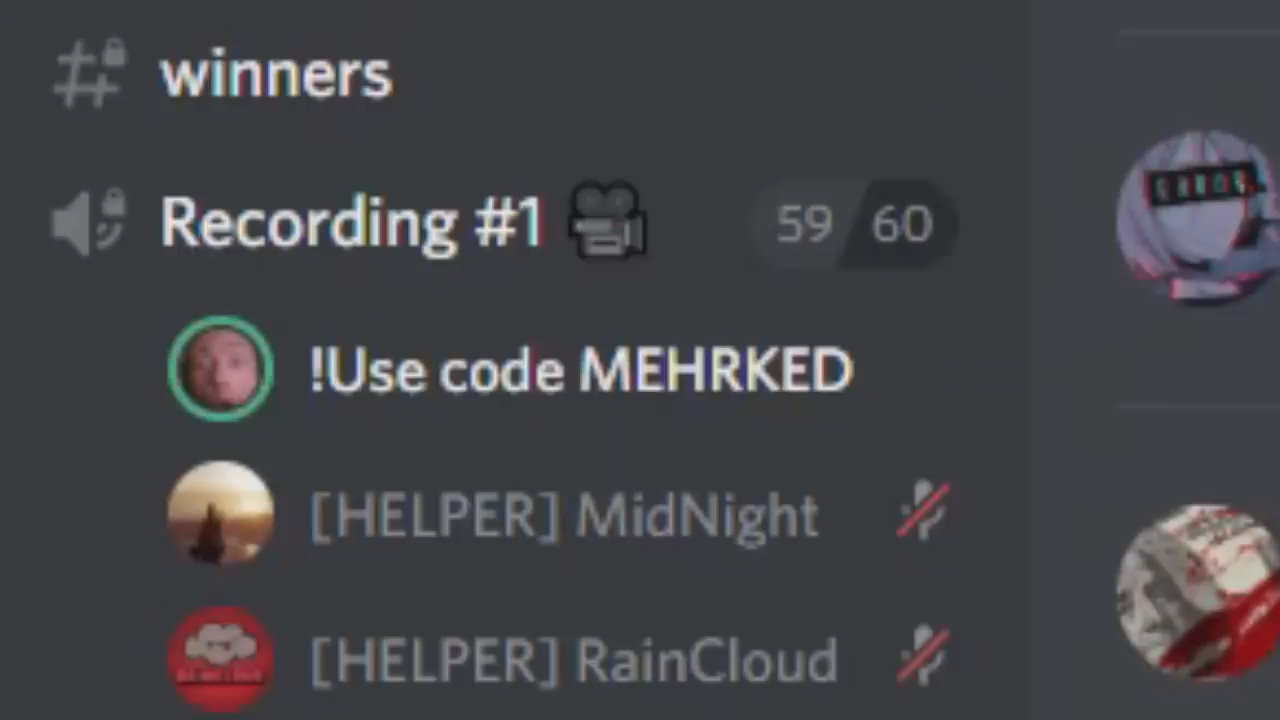 winners
Recording #1
59 60
!Use code MEHRKED
[HELPER] MidNight
[HELPER] RainCloud